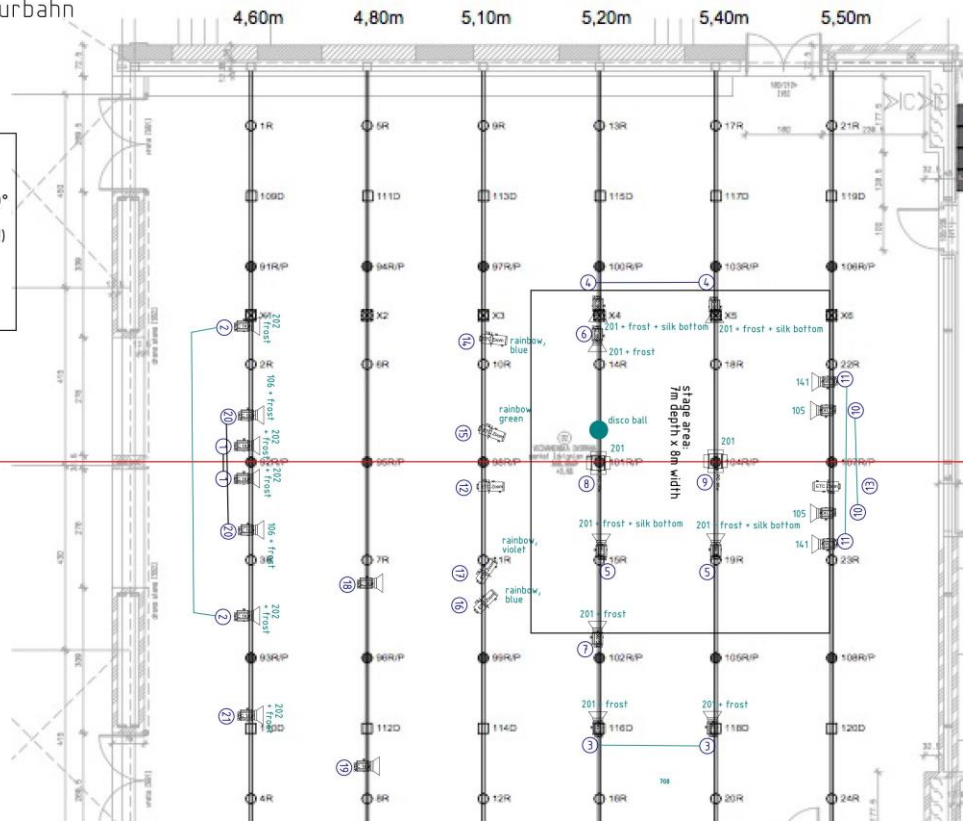 urbahn
4,60m
4,80m
5,10m
5,20m
5,40m
5,50m
1R
5R
9R
13R
17R
21R
109D
111D
113D
115D
117D
119D
91R/P
94R/P
97R/P
100R/P
103R/P
106R/P
4
4
X2
X3
X4
X5
X6
2
202
+ frost
14
rainbow,
blue
6
201 + frost + silk bottom
201 + frost + silk bottom
201 + frost
2R
6R
10R
14R
18R
22R
141
11
106 + frost
20
202
+ frost
1
rainbow
green
15
disco ball
stage area:
7m depth x 8m width
105
10
201
201
95R/P
101R/P
104R/P
107R/P
1
202
+ frost
12
8
9
13
20
106 + frost
201 + frost + silk bottom
201 + frost + silk bottom
105
10
141
11
7R
11R
15R
19R
23R
rainbow,
violet
18
17
5
5
16
rainbow,
blue
2
202
+ frost
201 + frost
7
93R/P
96R/P
99R/P
102R/P
105R/P
108R/P
21
202
+ frost
201 + frost
201 + frost
112D
114D
116D
118D
120D
3
3
19
708
4R
8R
12R
16R
20R
24R